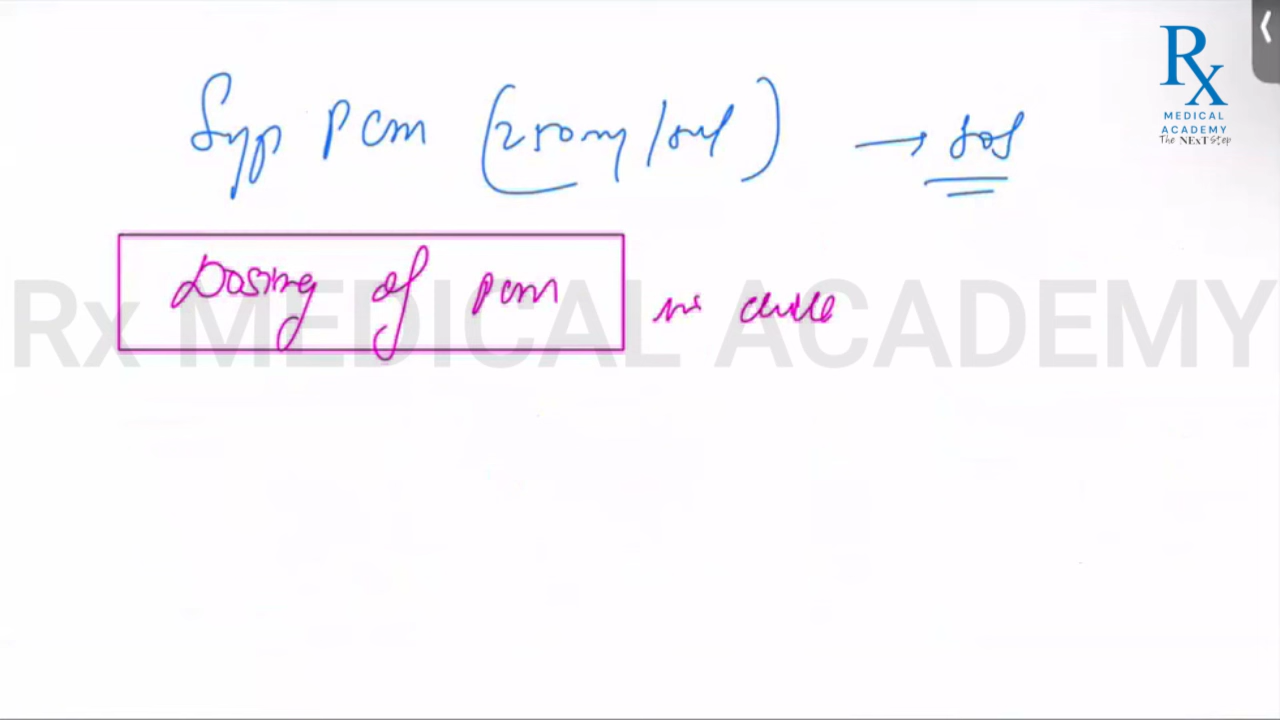 Rx
MEDICAL
ACADEMY
The NExT Step
Syp PCM (250mg/5ml) → SOS
Dosing of pcm in child
Rx MEDICAL ACADEMY